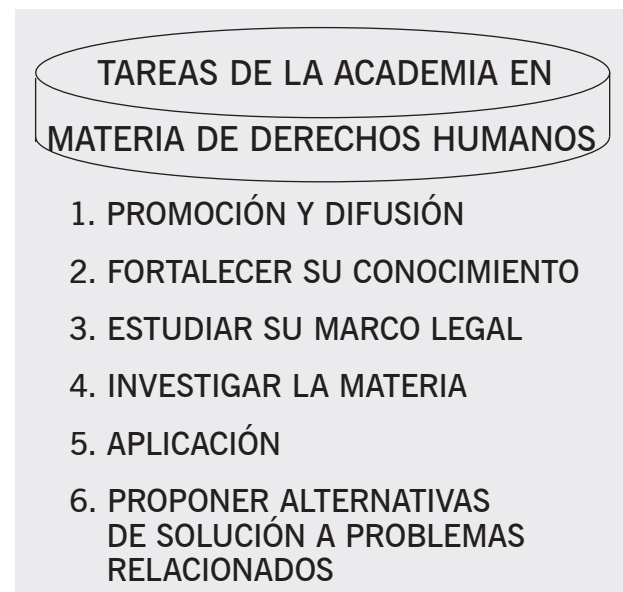 TAREAS DE LA ACADEMIA EN
MATERIA DE DERECHOS HUMANOS
1. PROMOCIÓN Y DIFUSIÓN
2. FORTALECER SU CONOCIMIENTO
3. ESTUDIAR SU MARCO LEGAL
4. INVESTIGAR LA MATERIA
5. APLICACIÓN
6. PROPONER ALTERNATIVAS
DE SOLUCIÓN A PROBLEMAS
RELACIONADOS